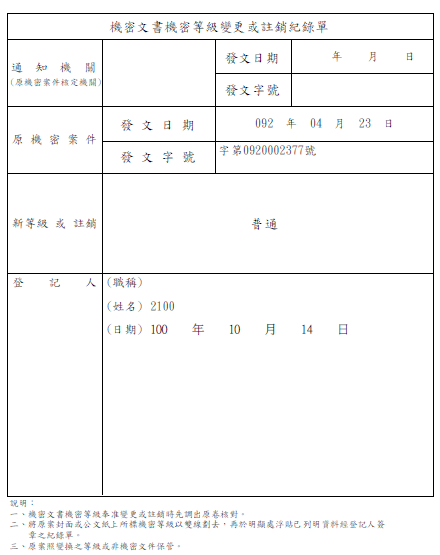 機密文書機密等級變更或註銷紀錄單
通知機關
(原機密案件核定機關)
發文日期
年 月 日
發文字號
原機密案件
發文日期
092 年 04 月 23 日
發文字號
字第0920002377號
新等級或註銷
普通
登記人
(職稱)
(姓名) 2100
(日期) 100 年 10 月 14 日
說明：
一、機密文書機密等級奉准變更或註銷時先調出原卷核對。
二、將原案封面或公文紙上所標機密等級以雙線劃去，再於明顯處浮貼已列明資料經登記人簽
章之紀錄單。
三、原案照變換之等級或非機密文件保管。